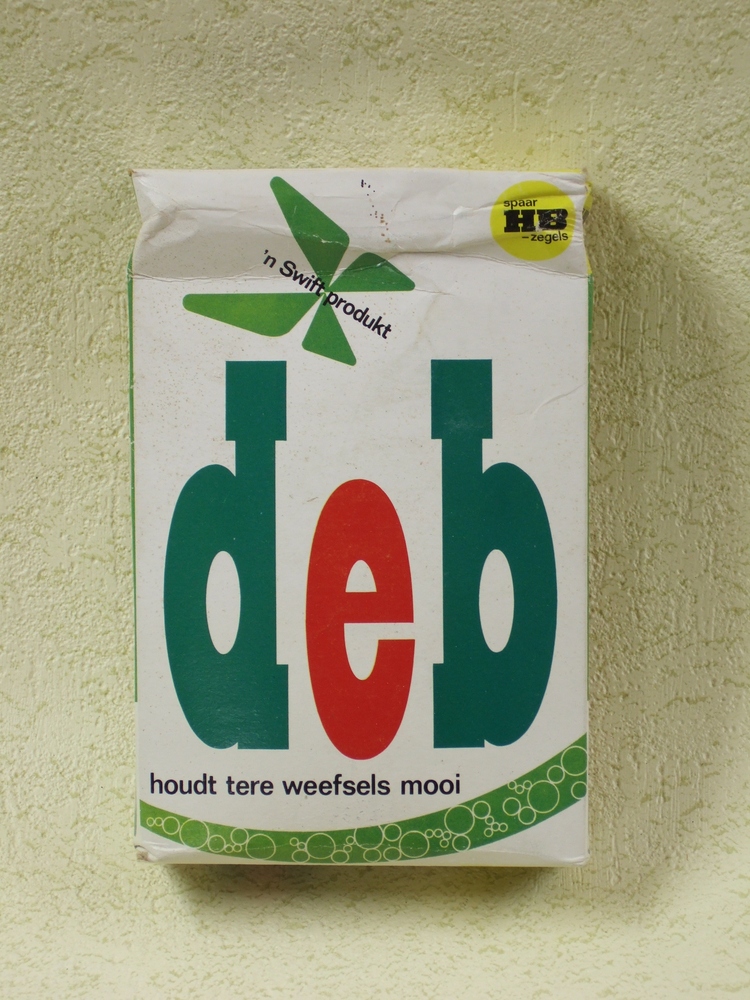 spaar
HB
-zegels
'n Swift produkt
deb
houdt tere weefsels mooi